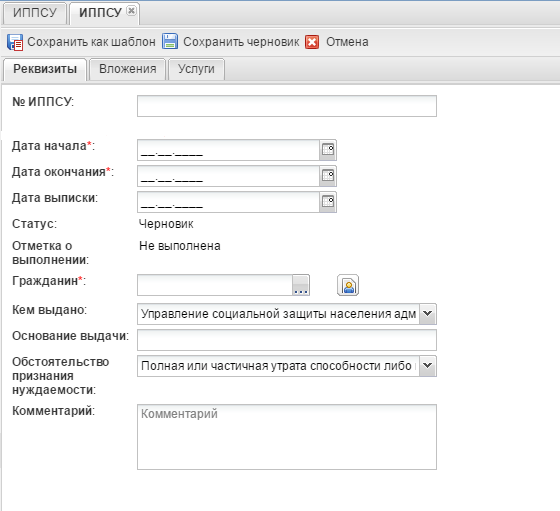 ИППСУ ИППСУ
Сохранить как шаблон Сохранить черновик Отмена
Реквизиты Вложения Услуги
№ ИППСУ:
Дата начала*: __.__.____
Дата окончания*: __.__.____
Дата выписки: __.__.____
Статус: Черновик
Отметка о Не выполнена
выполнении:
Гражданин*: ...
Кем выдано: Управление социальной защиты населения адм
Основание выдачи:
Обстоятельство
признания Полная или частичная утрата способности либо
нуждаемости:
Комментарий: Комментарий